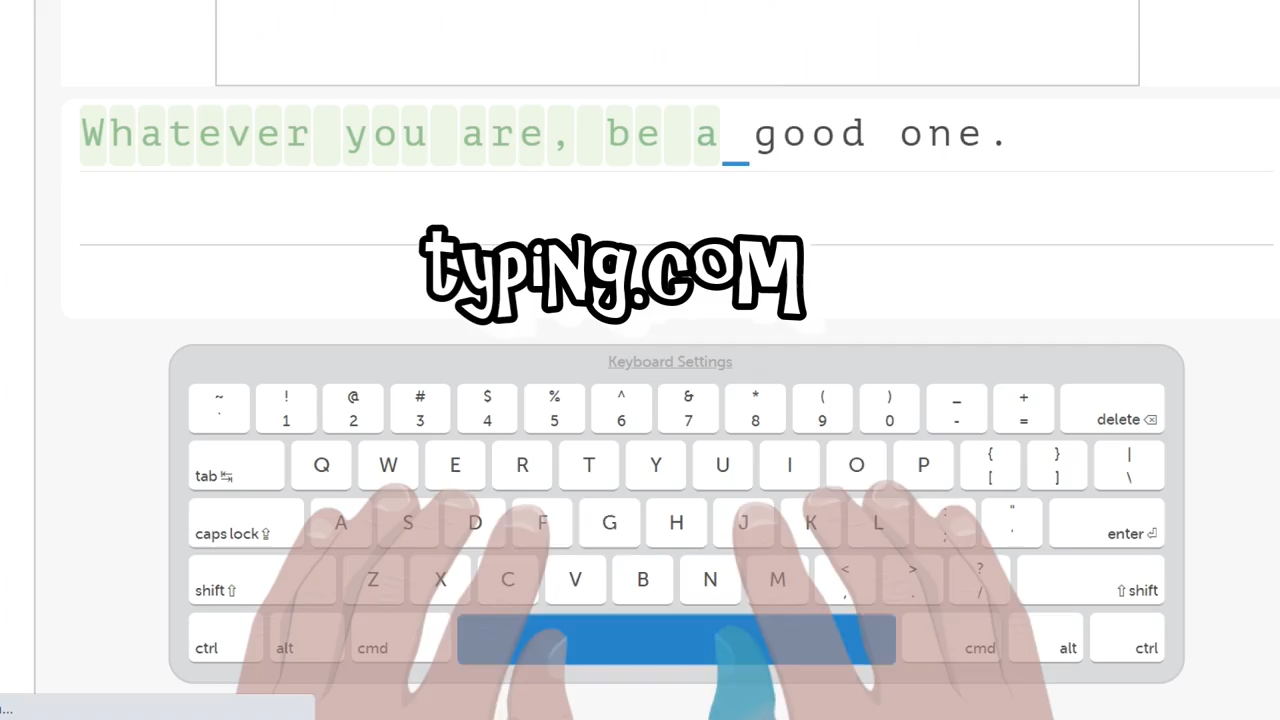 Whatever you are, be a good one.
typing.com
Keyboard Settings
~ ! @ # $ % ^ & * ( ) _ +
` 1 2 3 4 5 6 7 8 9 0 - = delete
tab Q W E R T Y U I O P { [ } ] | \
caps lock A S D F G H J K L : ; " ' enter
shift Z X C V B N M < , > . ? / shift
ctrl alt cmd cmd alt ctrl